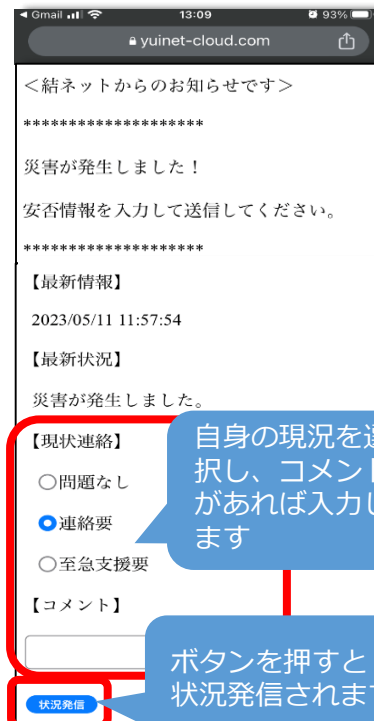 Gmail 13:09 93%
yuinet-cloud.com
＜結ネットからのお知らせです＞
********************
災害が発生しました！
安否情報を入力して送信してください。
********************
【最新情報】
2023/05/11 11:57:54
【最新状況】
災害が発生しました。
【現状連絡】
問題なし
連絡要
至急支援要
自身の現況を選
択し、コメント
があれば入力し
ます
【コメント】
ボタンを押すと
状況発信されます
状況発信